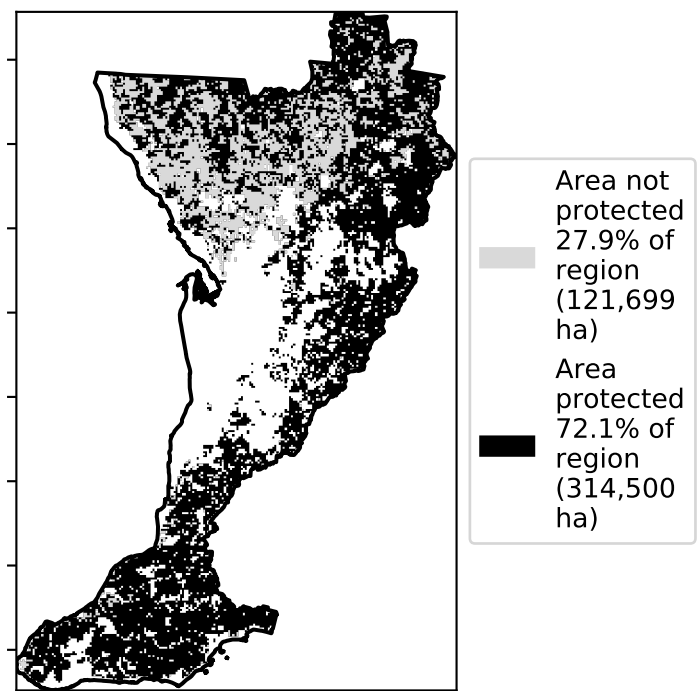 Area not
protected
27.9% of
region
(121,699
ha)
Area
protected
72.1% of
region
(314,500
ha)